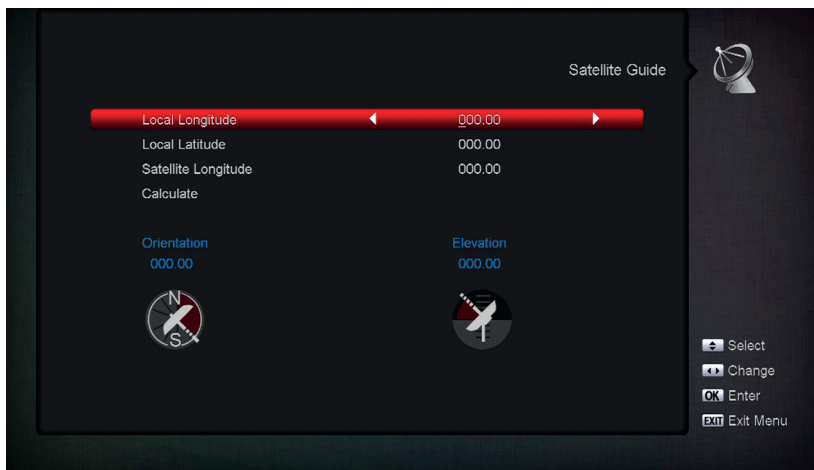 Satellite Guide
Local Longitude 000.00
Local Latitude 000.00
Satellite Longitude 000.00
Calculate
Orientation Elevation
000.00 000.00
N
S
Select
Change
OK Enter
EXIT Exit Menu